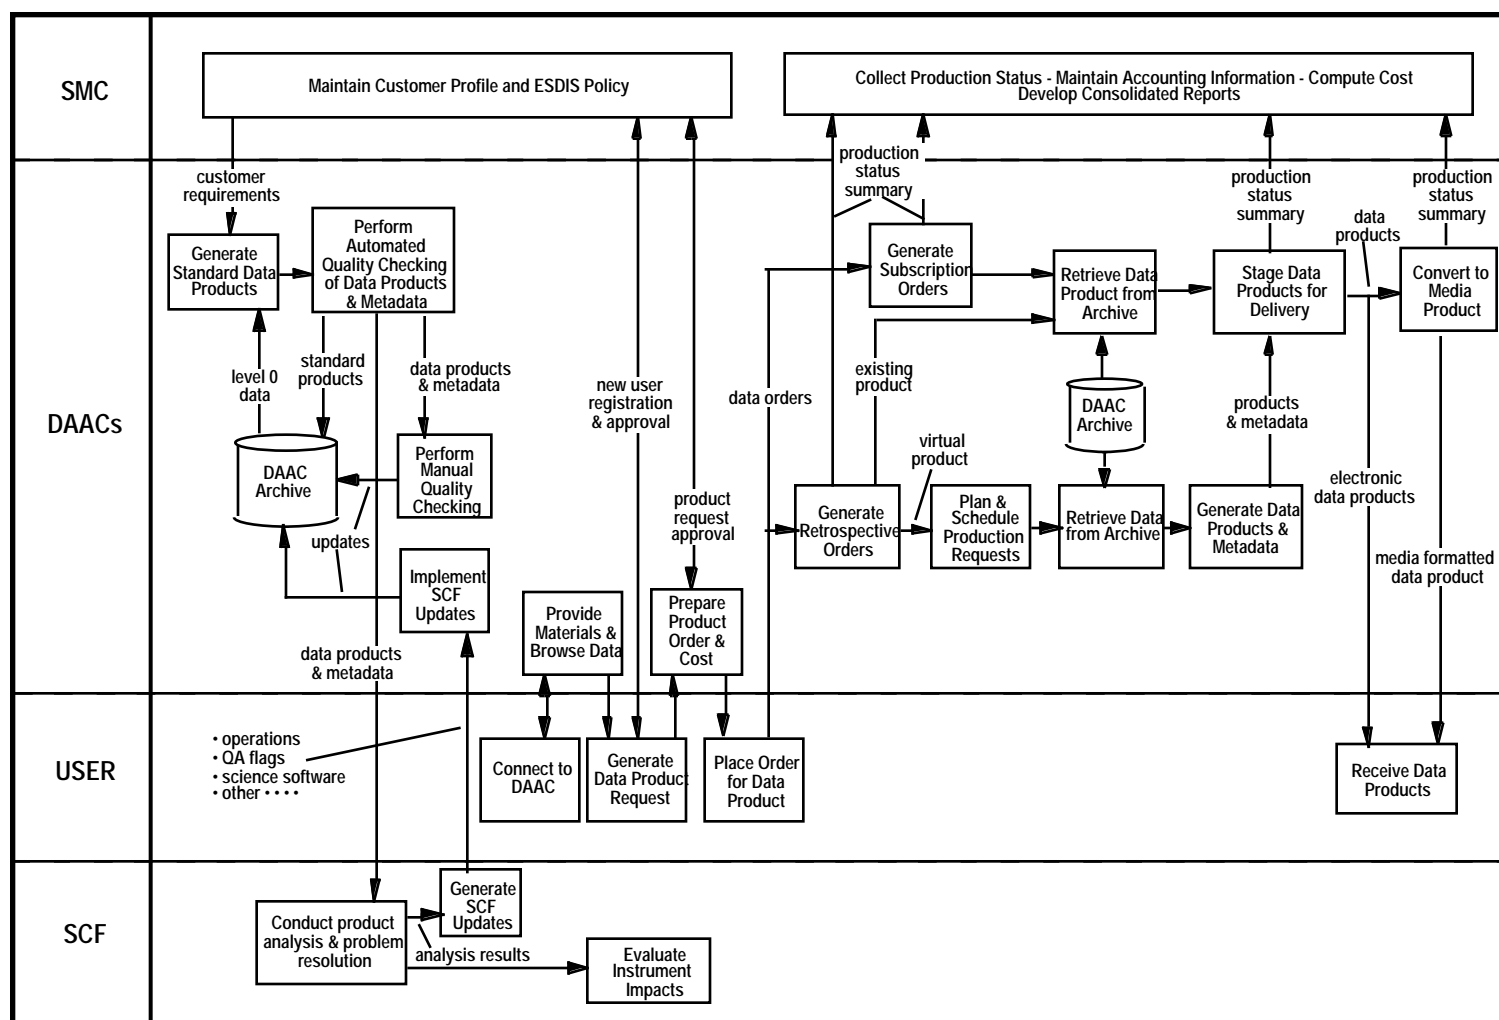 SMC
Maintain Customer Profile and ESDIS Policy
Collect Production Status - Maintain Accounting Information - Compute Cost
Develop Consolidated Reports
DAACs
customer
requirements
Generate
Standard Data
Products
Perform
Automated
Quality Checking
of Data Products
& Metadata
level 0
data
standard
products
data products
& metadata
DAAC
Archive
Perform
Manual
Quality
Checking
updates
Implement
SCF
Updates
data products
& metadata
new user
registration
& approval
product
request
approval
Provide
Materials &
Browse Data
Prepare
Product
Order &
Cost
data orders
production
status
summary
Generate
Subscription
Orders
existing
product
virtual
product
Generate
Retrospective
Orders
Plan &
Schedule
Production
Requests
Retrieve Data
Product from
Archive
DAAC
Archive
Retrieve Data
from Archive
production
status
summary
Stage Data
Products for
Delivery
products
& metadata
Generate Data
Products &
Metadata
data
products
production
status
summary
Convert to
Media
Product
electronic
data products
media formatted
data product
USER
• operations
• QA flags
• science software
• other • • • •
Connect to
DAAC
Generate
Data Product
Request
Place Order
for Data
Product
Receive Data
Products
SCF
Conduct product
analysis & problem
resolution
Generate
SCF
Updates
analysis results
Evaluate
Instrument
Impacts